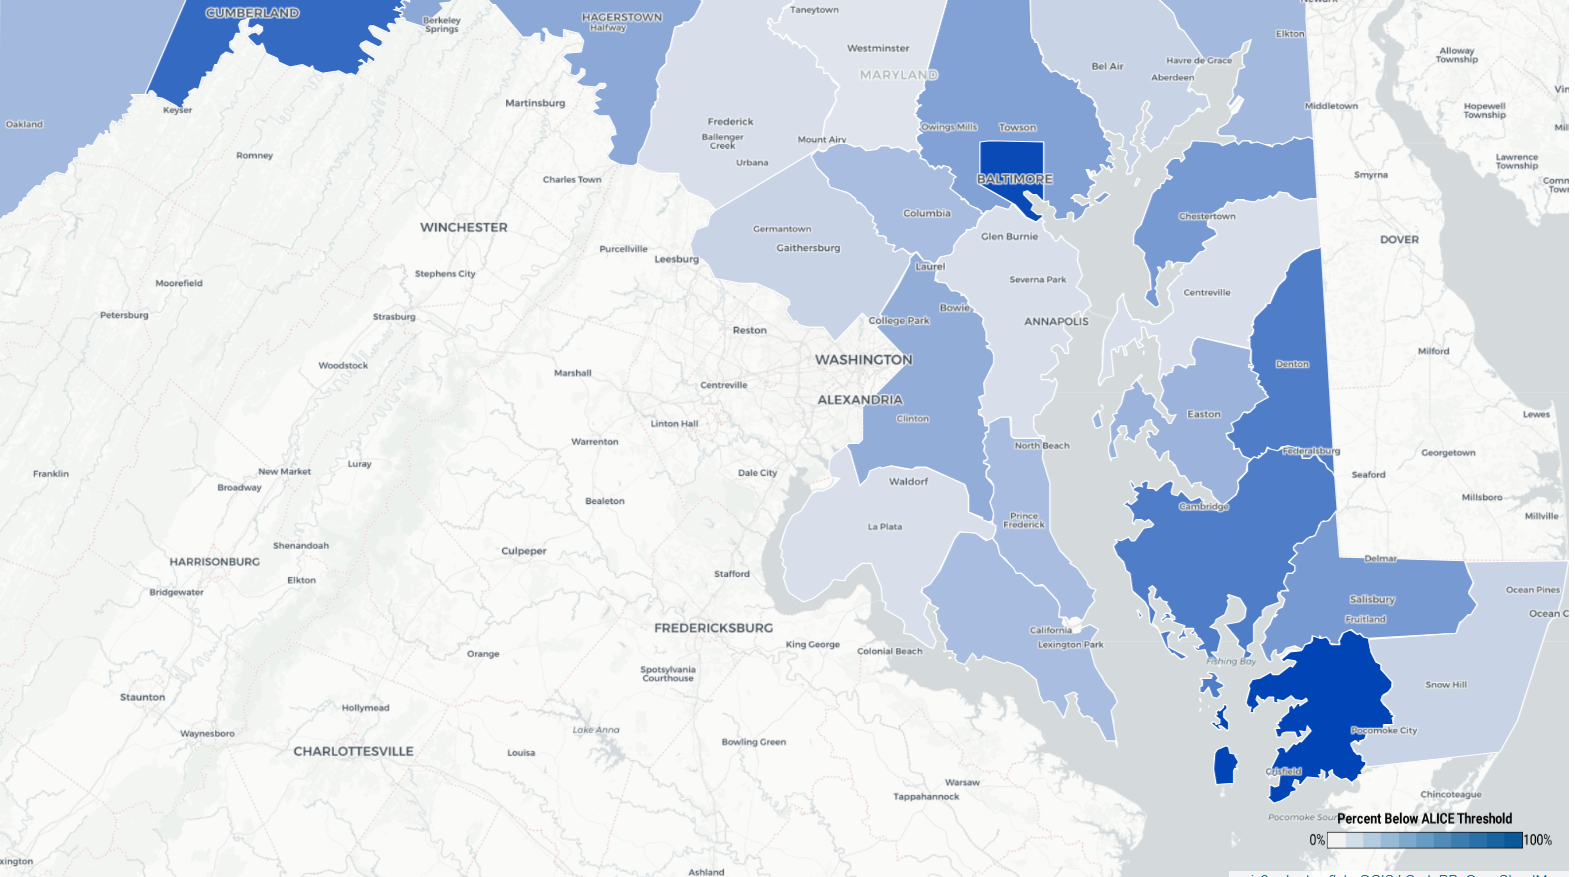 Newark
CUMBERLAND
Taneytown
Berkeley
Springs
HAGERSTOWN
Halfway
Elkton
Westminster
Alloway
Township
Havre de Grace
Bel Air
MARYLAND
Aberdeen
Martinsburg
Middletown
Hopewell
Township
Keyser
Oakland
Frederick
Owings Mills
Towson
Ballenger
Creek
Mount Airy
Romney
Urbana
Lawrence
Township
Smyrna
Charles Town
BALTIMORE
Columbia
Chestertown
WINCHESTER
Germantown
Glen Burnie
DOVER
Purcellville
Gaithersburg
Leesburg
Laurel
Stephens City
Severna Park
Moorefield
Centreville
Bowie
Petersburg
Strasburg
College Park
ANNAPOLIS
Reston
Milford
WASHINGTON
Woodstock
Denton
Marshall
Centreville
ALEXANDRIA
Easton
Lewes
Clinton
Linton Hall
Warrenton
North Beach
Federalsburg
Georgetown
Luray
New Market
Franklin
Dale City
Seaford
Waldorf
Broadway
Millsboro
Bealeton
Cambridge
Prince
Frederick
Millville
La Plata
Shenandoah
Culpeper
Delmar
HARRISONBURG
Stafford
Elkton
Bridgewater
Ocean Pines
Salisbury
Ocean C
Fruitland
FREDERICKSBURG
California
King George
Lexington Park
Colonial Beach
Orange
Fishing Bay
Spotsylvania
Courthouse
Snow Hill
Staunton
Hollymead
Lake Anna
Waynesboro
Pocomoke City
Bowling Green
CHARLOTTESVILLE
Louisa
Crisfield
Warsaw
Tappahannock
Chincoteague
Pocomoke Soun
Percent Below ALICE Threshold
0% 100%
xington
Ashland